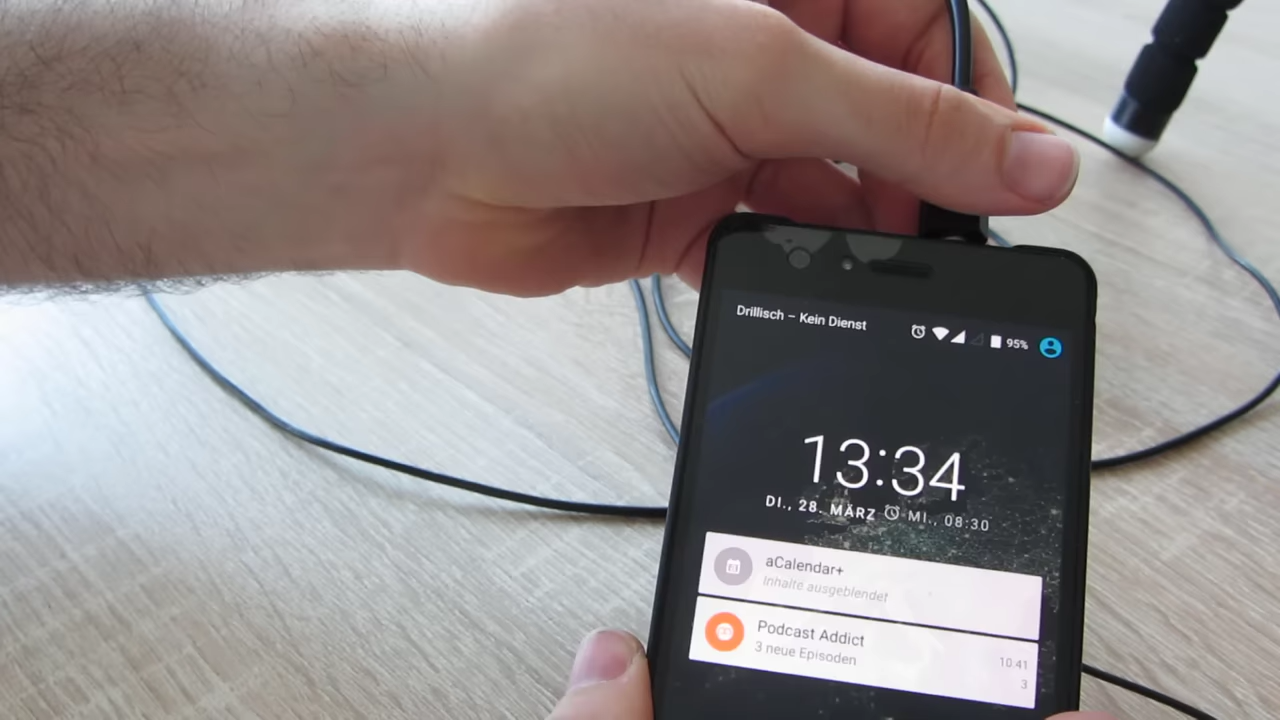 Drillisch – Kein Dienst
95%
13:34
DI., 28. MÄRZ MI., 08:30
aCalendar+
Inhalte ausgeblendet
Podcast Addict
10:41
3 neue Episoden
3